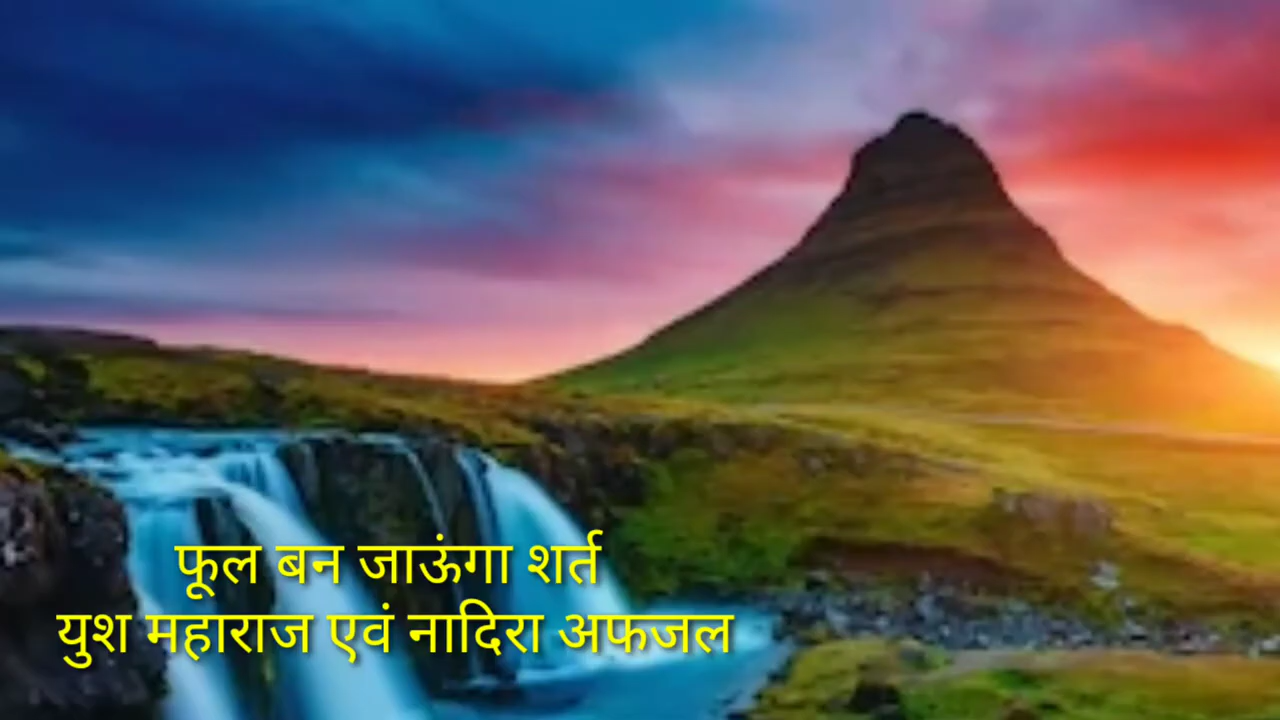 फूल बन जाऊंगा शर्त
युश महाराज एवं नादिरा अफजल